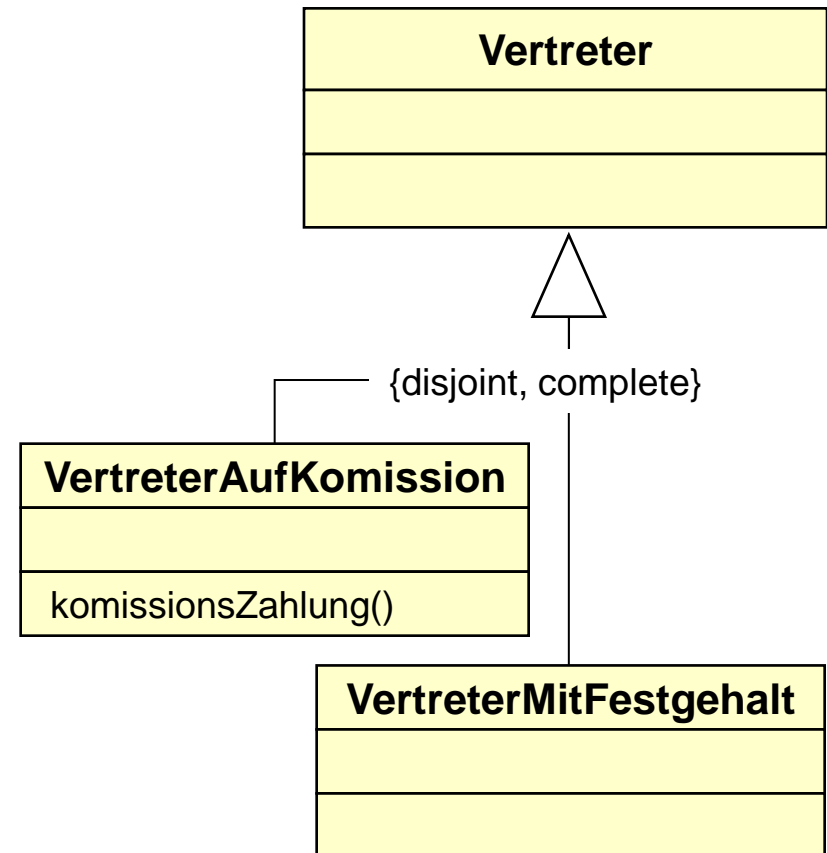 Vertreter
{disjoint, complete}
VertreterAufKomission
komissionsZahlung()
VertreterMitFestgehalt